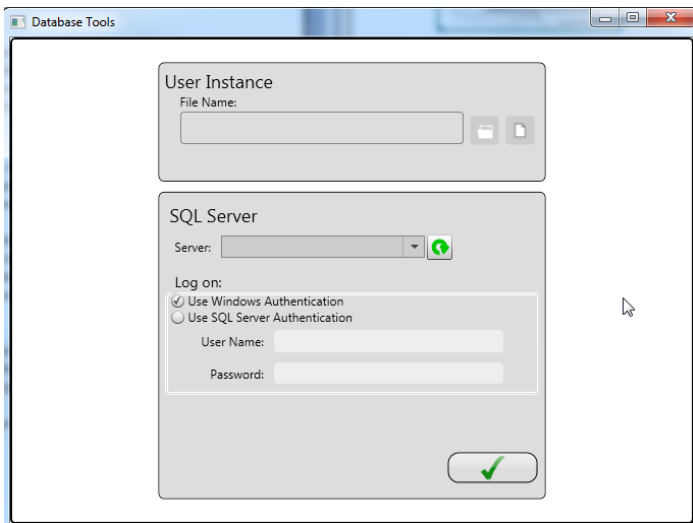 Database Tools
User Instance
File Name:
SQL Server
Server:
Log on:
Use Windows Authentication
Use SQL Server Authentication
User Name:
Password: